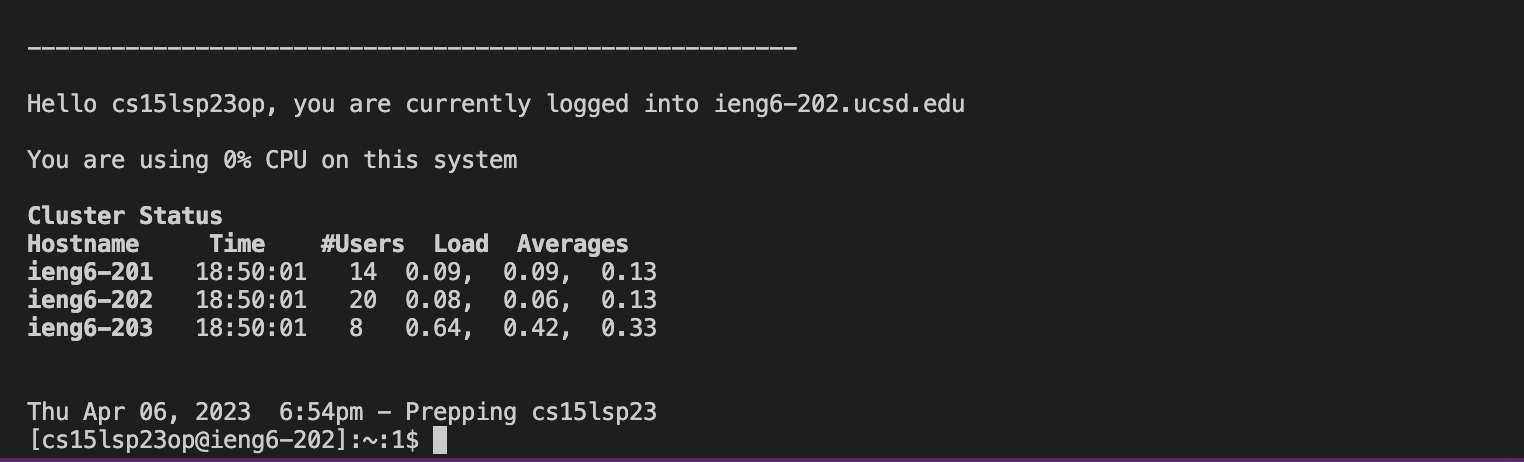 -------------------------------------------------------
Hello cs15lsp23op, you are currently logged into ieng6-202.ucsd.edu
You are using 0% CPU on this system
Cluster Status
Hostname     Time    #Users  Load  Averages
ieng6-201   18:50:01   14  0.09,  0.09,  0.13
ieng6-202   18:50:01   20  0.08,  0.06,  0.13
ieng6-203   18:50:01   8   0.64,  0.42,  0.33
Thu Apr 06, 2023  6:54pm - Prepping cs15lsp23
[cs15lsp23op@ieng6-202]:~:1$